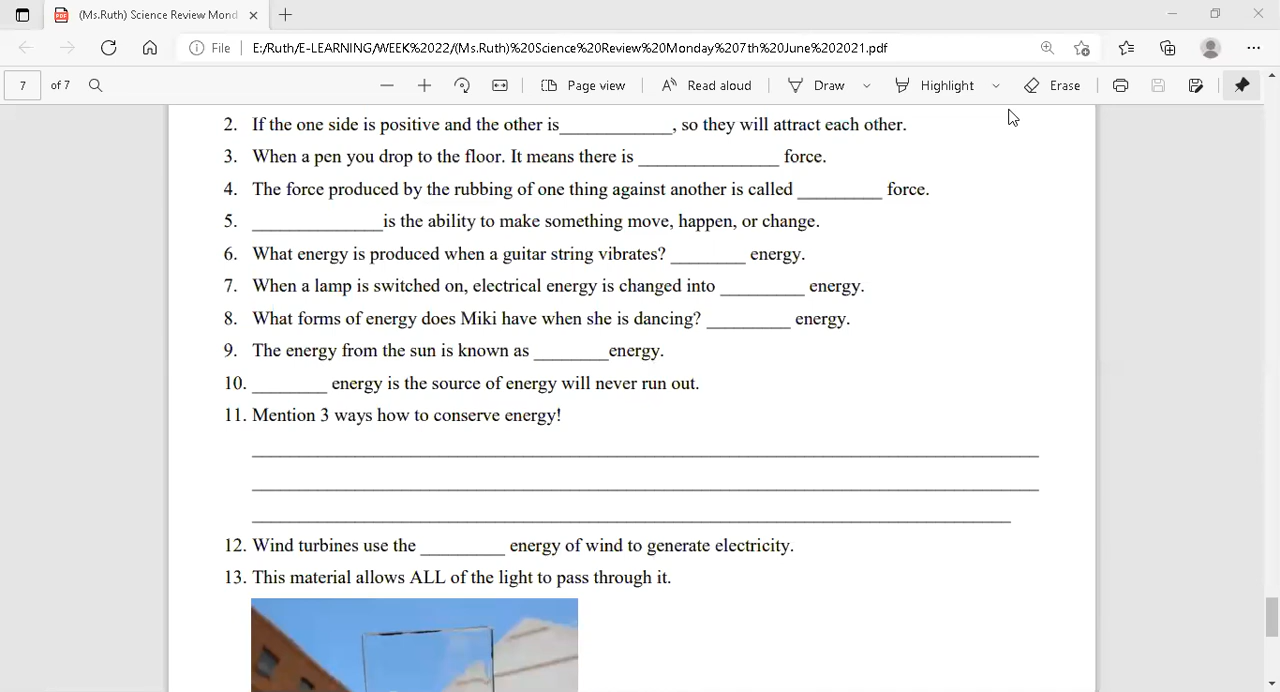 (Ms.Ruth) Science Review Mond
File E:/Ruth/E-LEARNING/WEEK%2022/(Ms.Ruth)%20Science%20Review%20Monday%207th%20June%202021.pdf
7 of 7 Page view Read aloud Draw Highlight Erase
2. If the one side is positive and the other is____________, so they will attract each other.
3. When a pen you drop to the floor. It means there is _______________ force.
4. The force produced by the rubbing of one thing against another is called _________ force.
5. ______________is the ability to make something move, happen, or change.
6. What energy is produced when a guitar string vibrates? ________ energy.
7. When a lamp is switched on, electrical energy is changed into _________ energy.
8. What forms of energy does Miki have when she is dancing? _________ energy.
9. The energy from the sun is known as ________energy.
10. ________ energy is the source of energy will never run out.
11. Mention 3 ways how to conserve energy!
12. Wind turbines use the _________ energy of wind to generate electricity.
13. This material allows ALL of the light to pass through it.